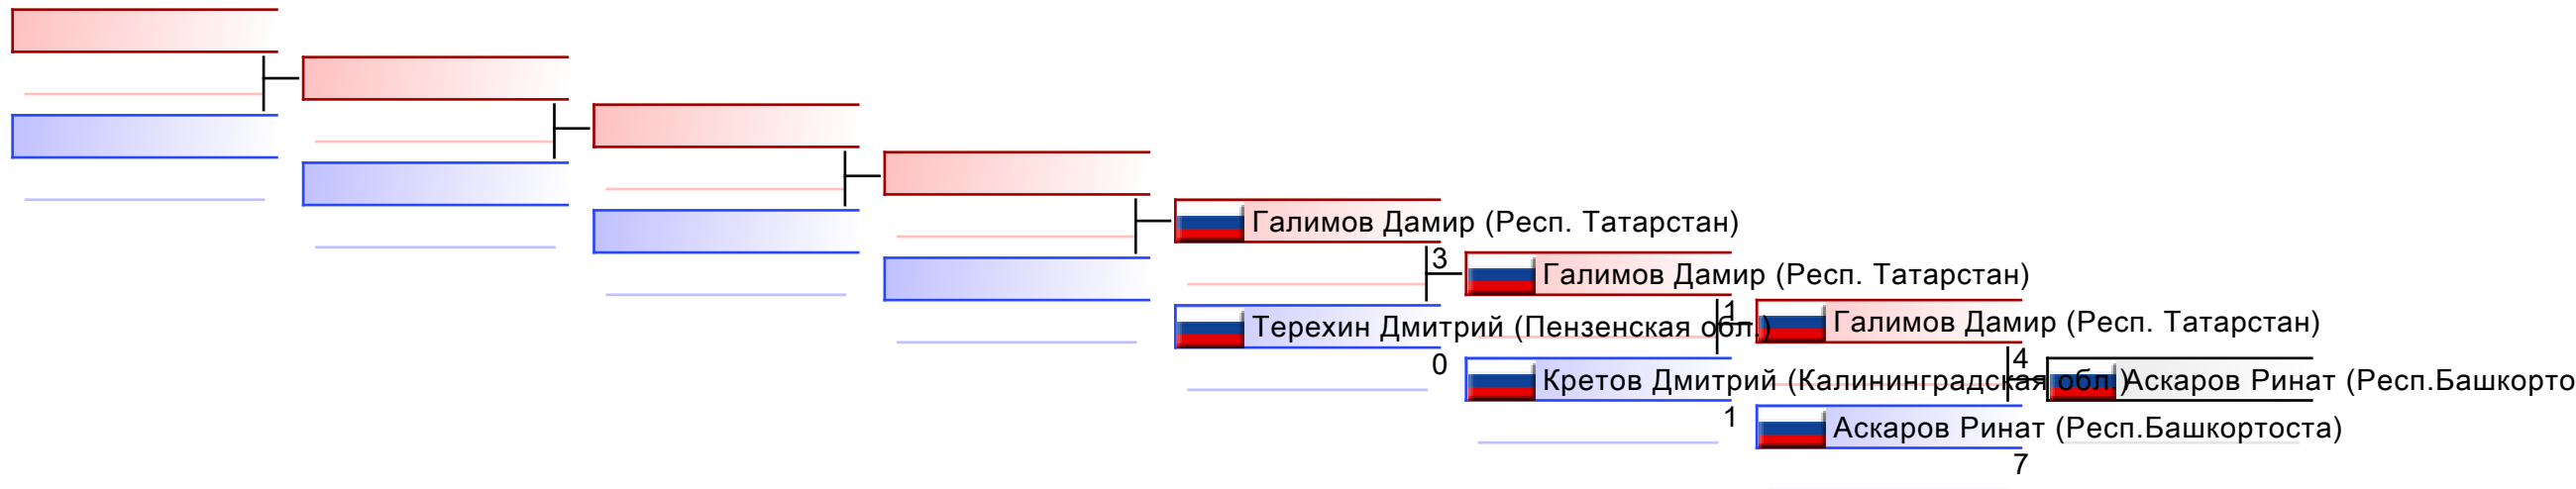 Галимов Дамир (Респ. Татарстан)
3
Галимов Дамир (Респ. Татарстан)
Терехин Дмитрий (Пензенская обл.)
1
Галимов Дамир (Респ. Татарстан)
0
4
Кретов Дмитрий (Калининградская обл.)
Аскаров Ринат (Респ.Башкорто
1
Аскаров Ринат (Респ.Башкортоста)
7